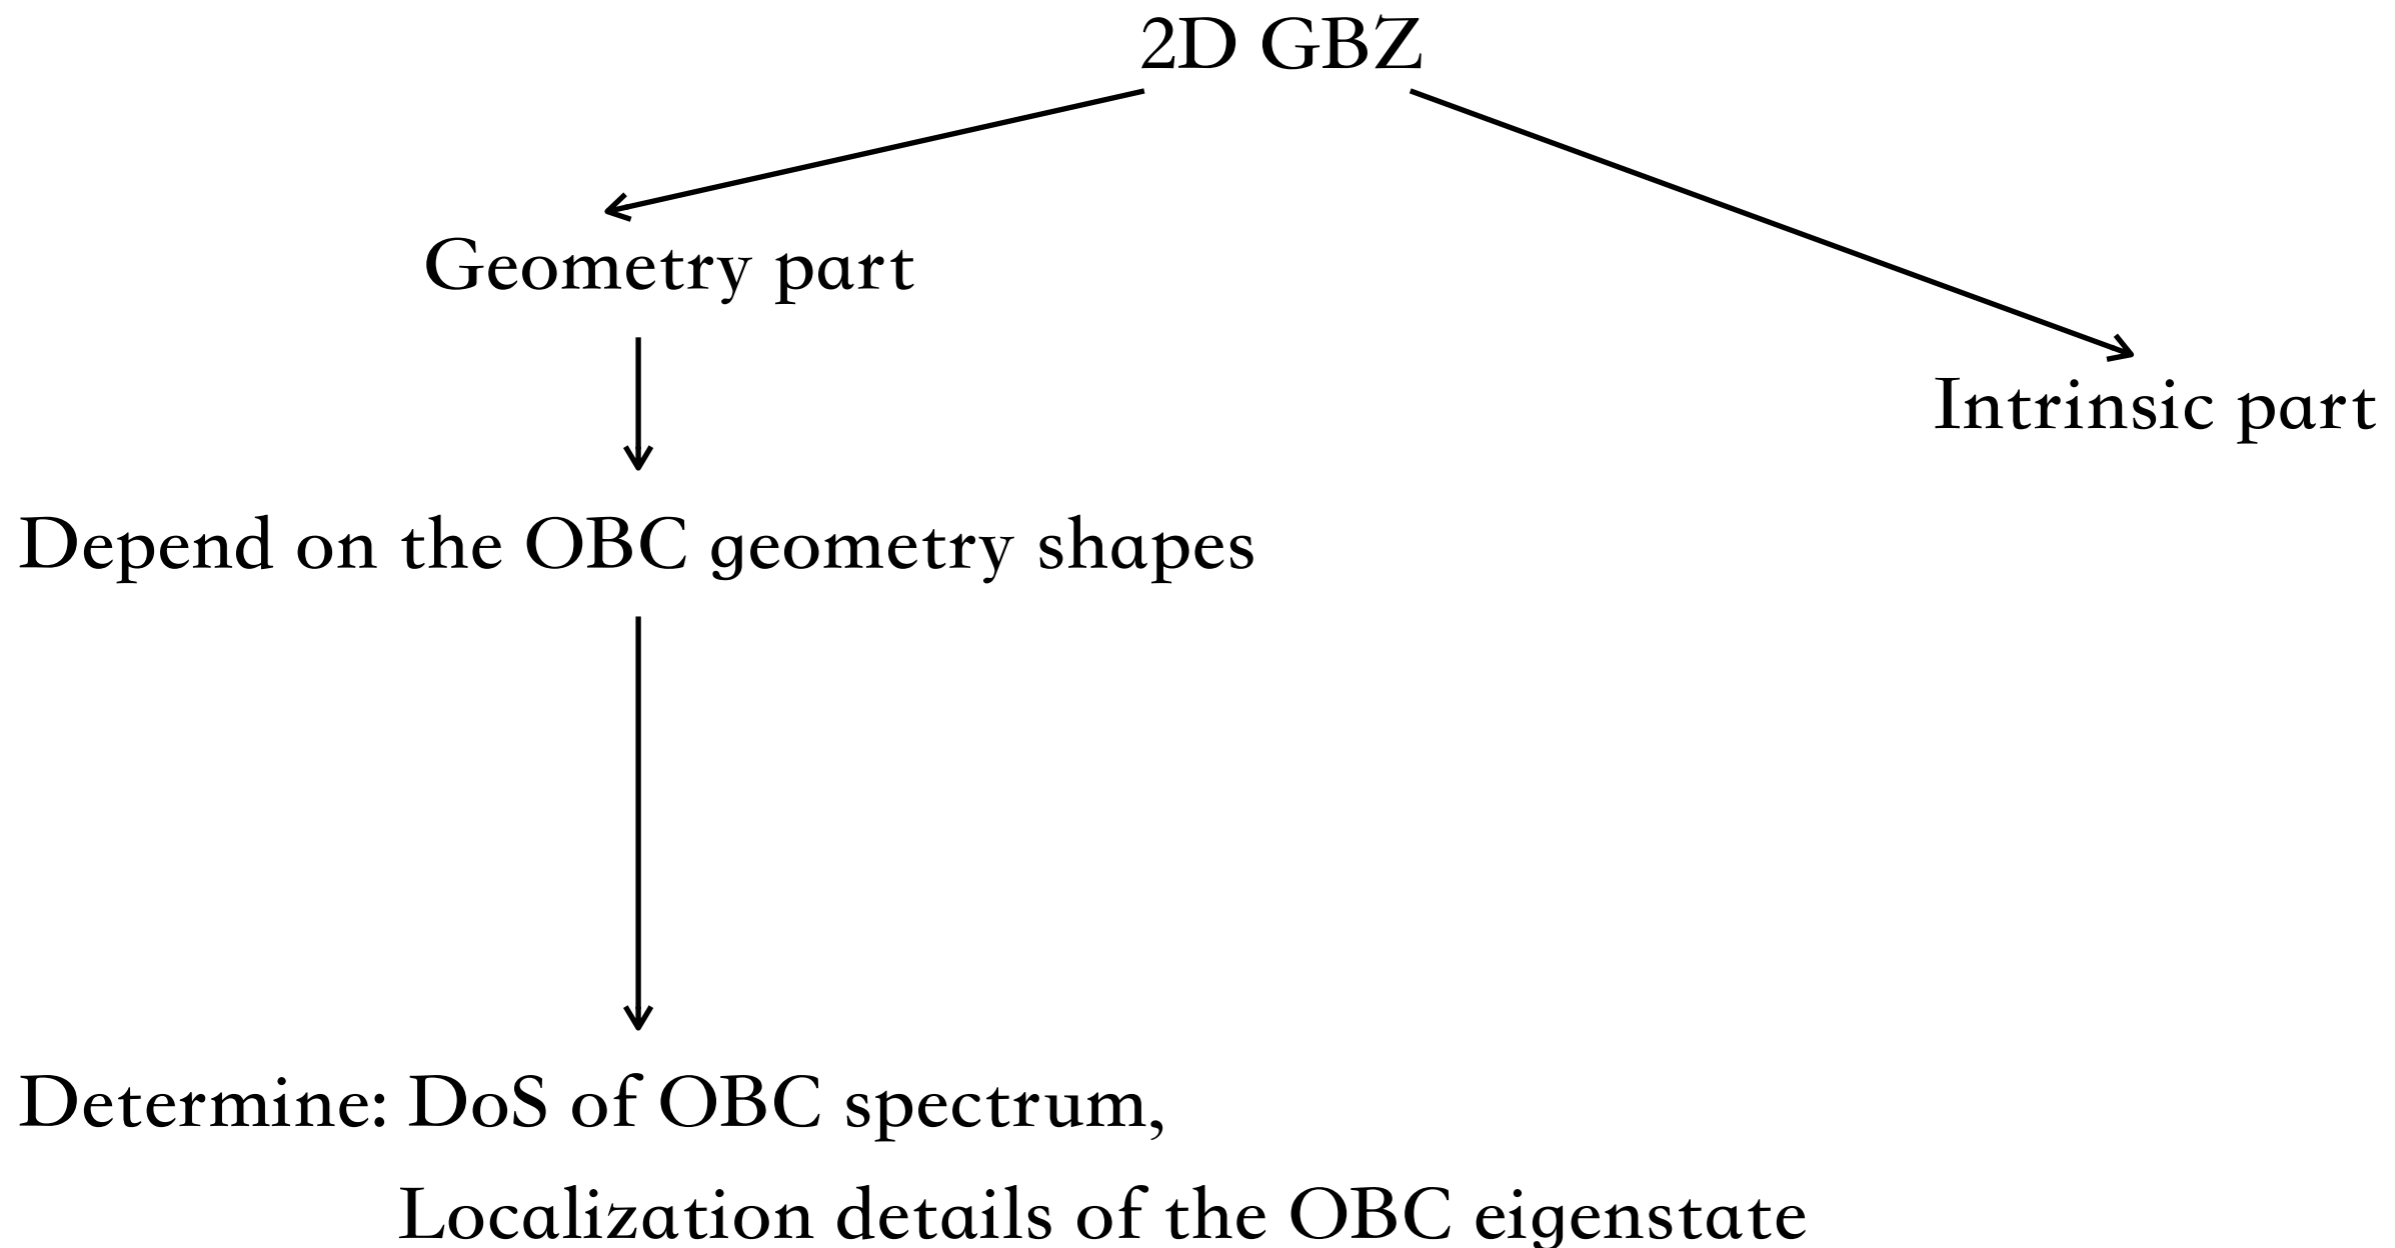 2D GBZ
Geometry part
Intrinsic part
Depend on the OBC geometry shapes
Determine: DoS of OBC spectrum,
Localization details of the OBC eigenstate